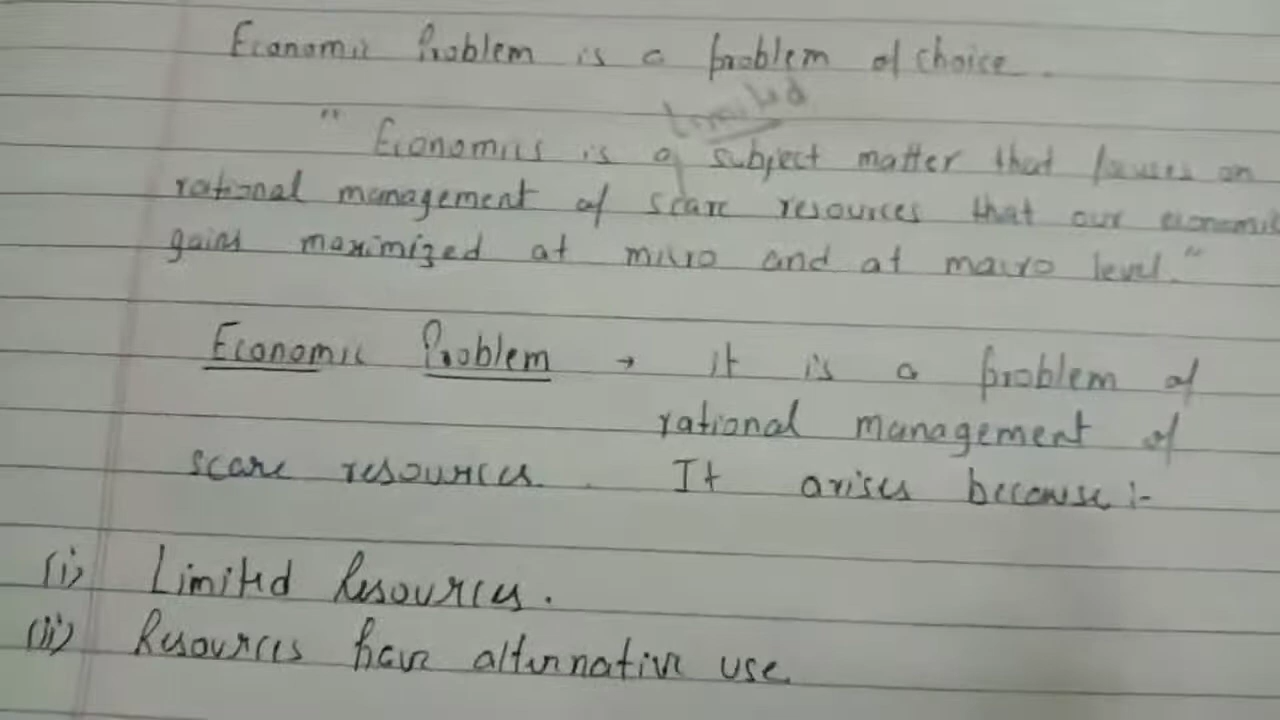 Economic Problem is a problem of choice.
limited
" Economics is a subject matter that focuses on
rational management of scare resources that our economic
gains maximized at micro and at macro level."
Economic Problem → it is a problem of
rational management of
scare resources. It arises because :-
(i) Limited Resources.
(ii) Resources have alternative use